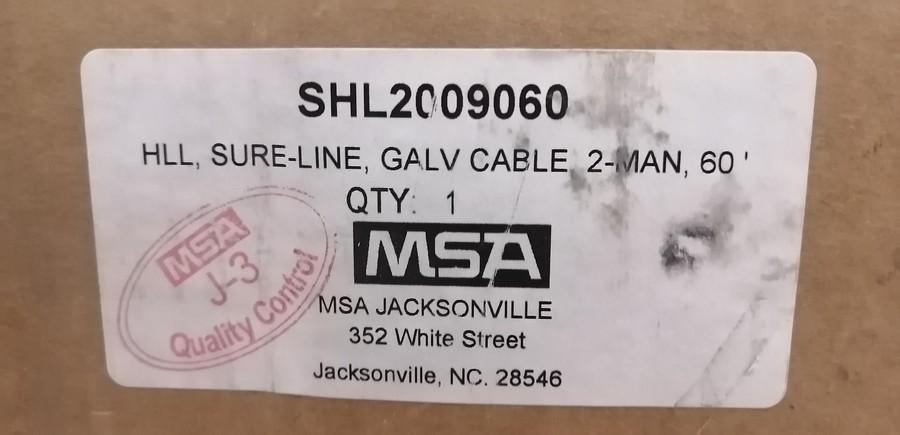 SHL2009060
HLL, SURE-LINE, GALV CABLE 2-MAN, 60 '
QTY: 1
MSA
MSA
J-3
Quality Control
MSA JACKSONVILLE
352 White Street
Jacksonville, NC. 28546